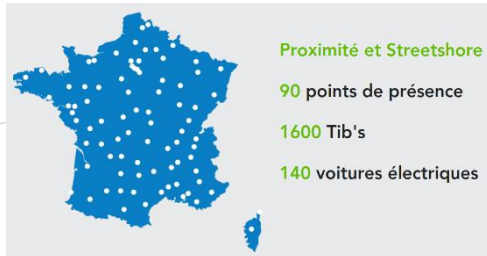 Proximité et Streetshore
90 points de présence
1600 Tib's
140 voitures électriques